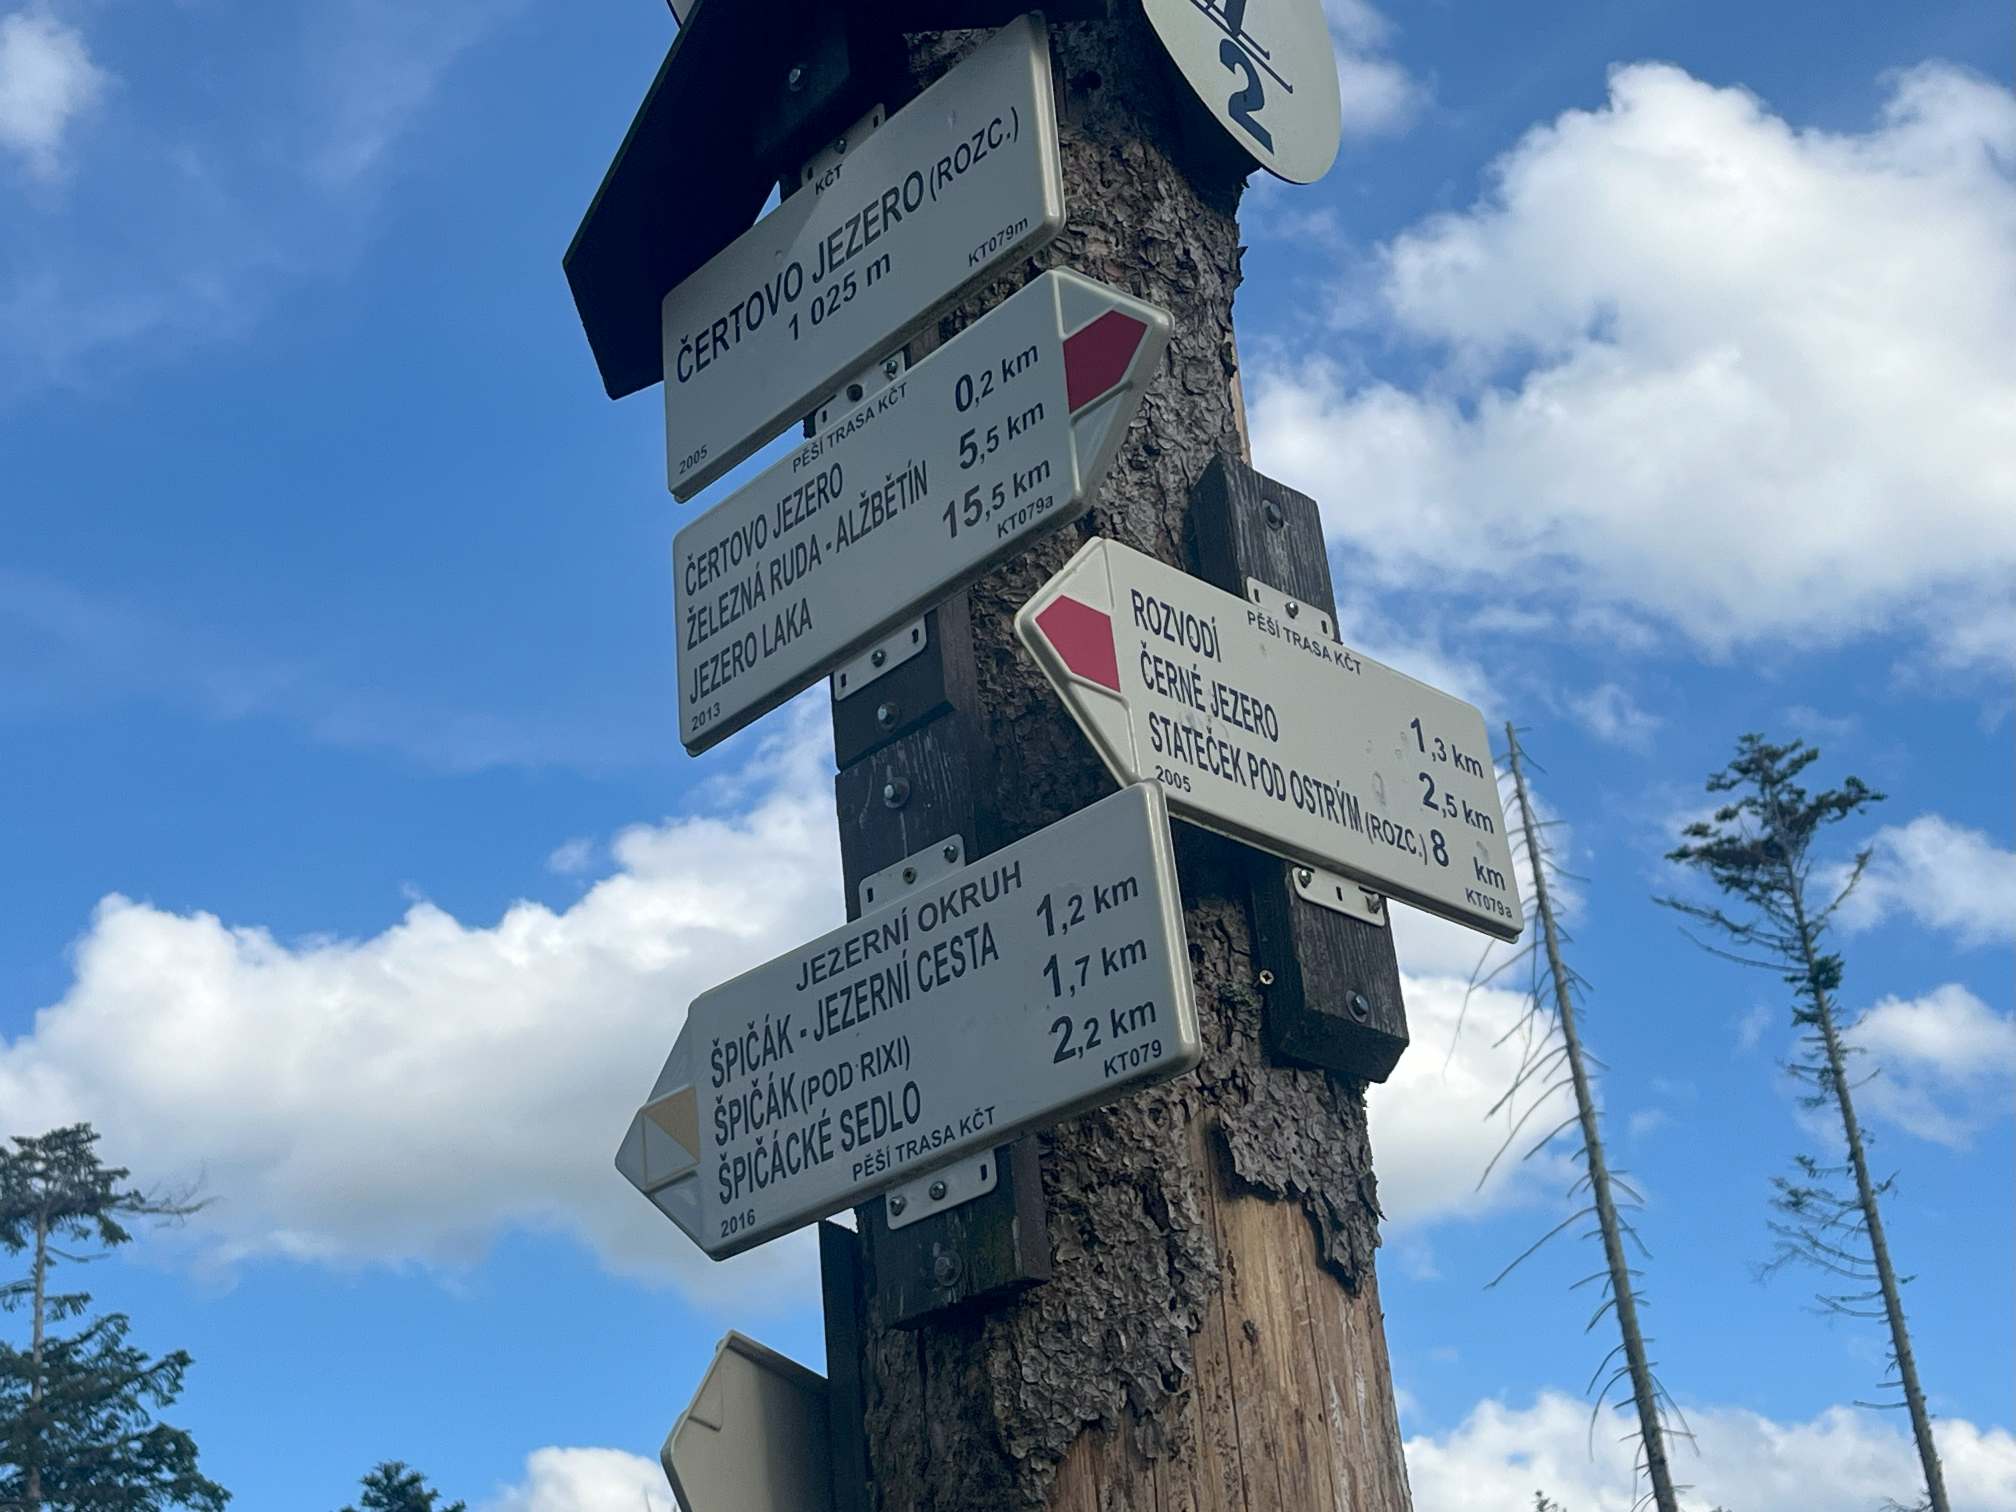 2
KČT
ČERTOVO JEZERO (ROZC.)
1 025 m
KT079m
2005
PĚŠÍ TRASA KČT
ČERTOVO JEZERO 0,2 km
ŽELEZNÁ RUDA - ALŽBĚTÍN 5,5 km
JEZERO LAKA 15,5 km
2013 KT079a
PĚŠÍ TRASA KČT
ROZVODÍ 1,3 km
ČERNÉ JEZERO 2,5 km
STATEČEK POD OSTRÝM (ROZC.) 8 km
2005 KT079a
JEZERNÍ OKRUH
ŠPIČÁK - JEZERNÍ CESTA 1,2 km
ŠPIČÁK (POD RIXI) 1,7 km
ŠPIČÁCKÉ SEDLO 2,2 km
2016 PĚŠÍ TRASA KČT KT079